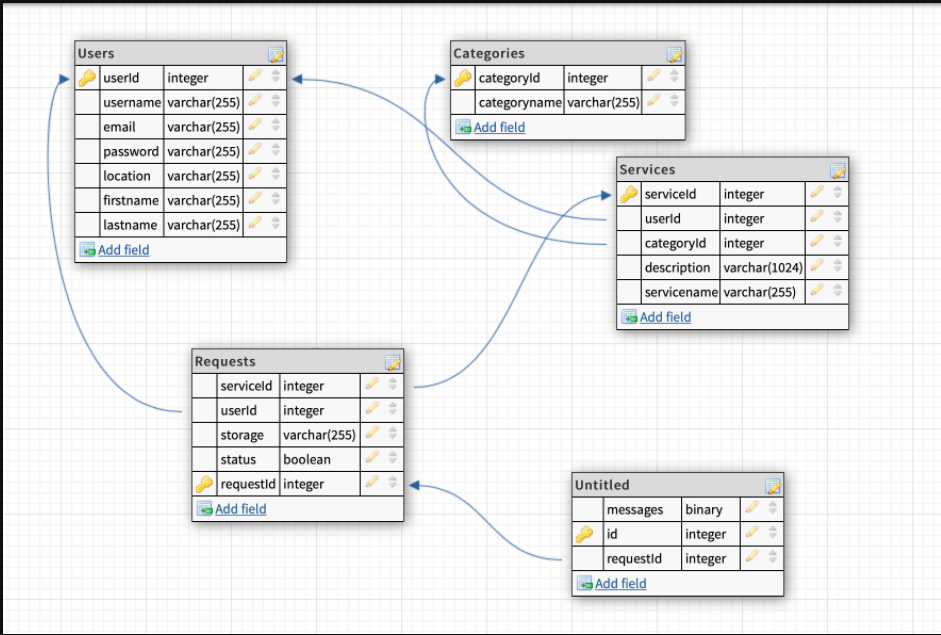 Users
userId integer
username varchar(255)
email varchar(255)
password varchar(255)
location varchar(255)
firstname varchar(255)
lastname varchar(255)
Add field
Categories
categoryId integer
categoryname varchar(255)
Add field
Services
serviceId integer
userId integer
categoryId integer
description varchar(1024)
servicename varchar(255)
Add field
Requests
serviceId integer
userId integer
storage varchar(255)
status boolean
requestId integer
Add field
Untitled
messages binary
id integer
requestId integer
Add field